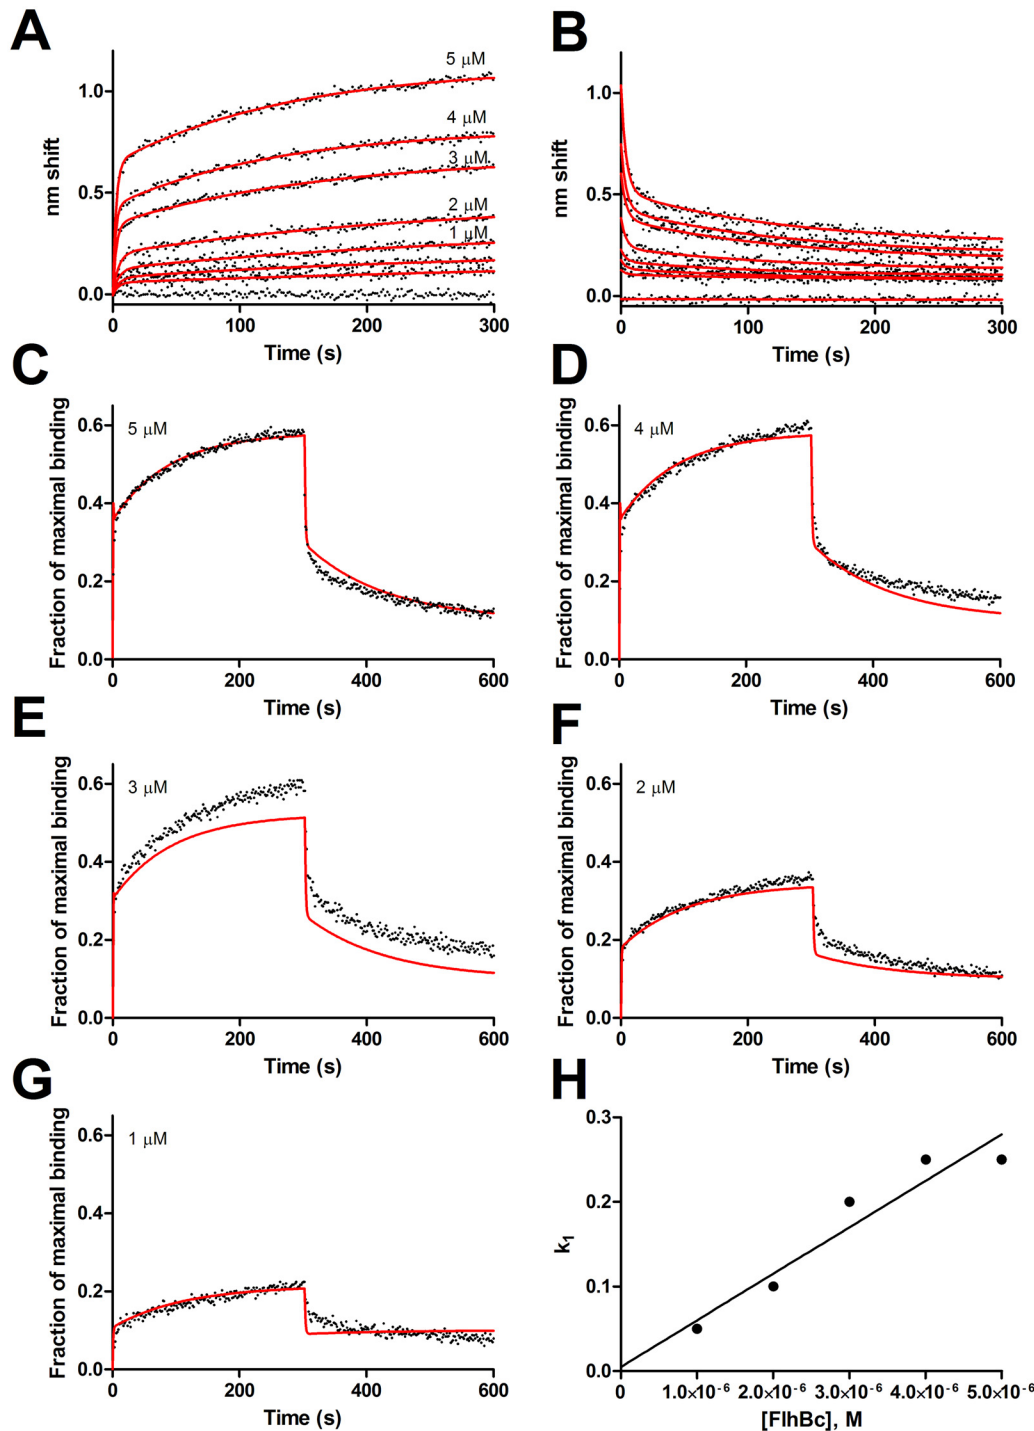 A
nm shift
1.0
0.5
0.0
5 μM
4 μM
3 μM
2 μM
1 μM
0
100
200
300
Time (s)
B
nm shift
1.0
0.5
0.0
0
100
200
300
Time (s)
C
Fraction of maximal binding
0.6
0.4
0.2
0.0
5 μM
0
200
400
600
Time (s)
D
Fraction of maximal binding
0.6
0.4
0.2
0.0
4 μM
0
200
400
600
Time (s)
E
Fraction of maximal binding
0.6
0.4
0.2
0.0
3 μM
0
200
400
600
Time (s)
F
Fraction of maximal binding
0.6
0.4
0.2
0.0
2 μM
0
200
400
600
Time (s)
G
Fraction of maximal binding
0.6
0.4
0.2
0.0
1 μM
0
200
400
600
Time (s)
H
k₁
0.3
0.2
0.1
0.0
0
1.0×10⁻⁶
2.0×10⁻⁶
3.0×10⁻⁶
4.0×10⁻⁶
5.0×10⁻⁶
[FlhBc], M